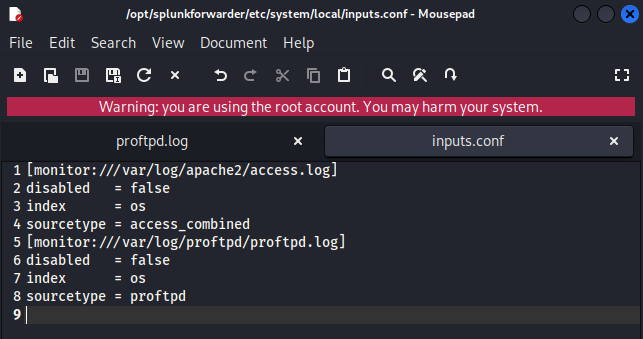 /opt/splunkforwarder/etc/system/local/inputs.conf - Mousepad
File Edit Search View Document Help
Warning: you are using the root account. You may harm your system.
proftpd.log inputs.conf
1 [monitor:///var/log/apache2/access.log]
2 disabled   = false
3 index      = os
4 sourcetype = access_combined
5 [monitor:///var/log/proftpd/proftpd.log]
6 disabled   = false
7 index      = os
8 sourcetype = proftpd
9